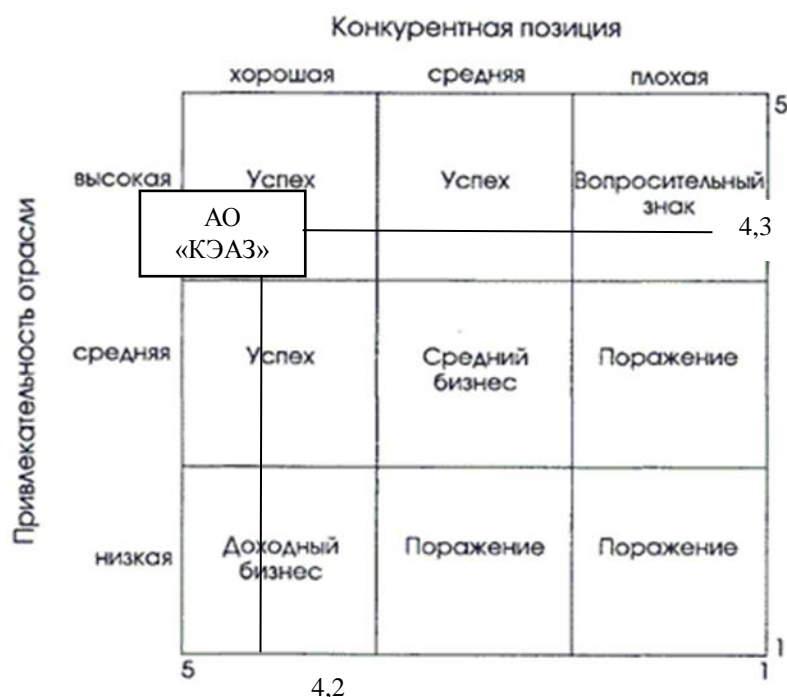 Конкурентная позиция
хорошая средняя плохая
5
Привлекательность отрасли
высокая Успех Успех Вопросительный
знак
АО
«КЭАЗ»
4,3
средняя Успех Средний
бизнес
Поражение
низкая Доходный
бизнес
Поражение Поражение
1
5 1
4,2